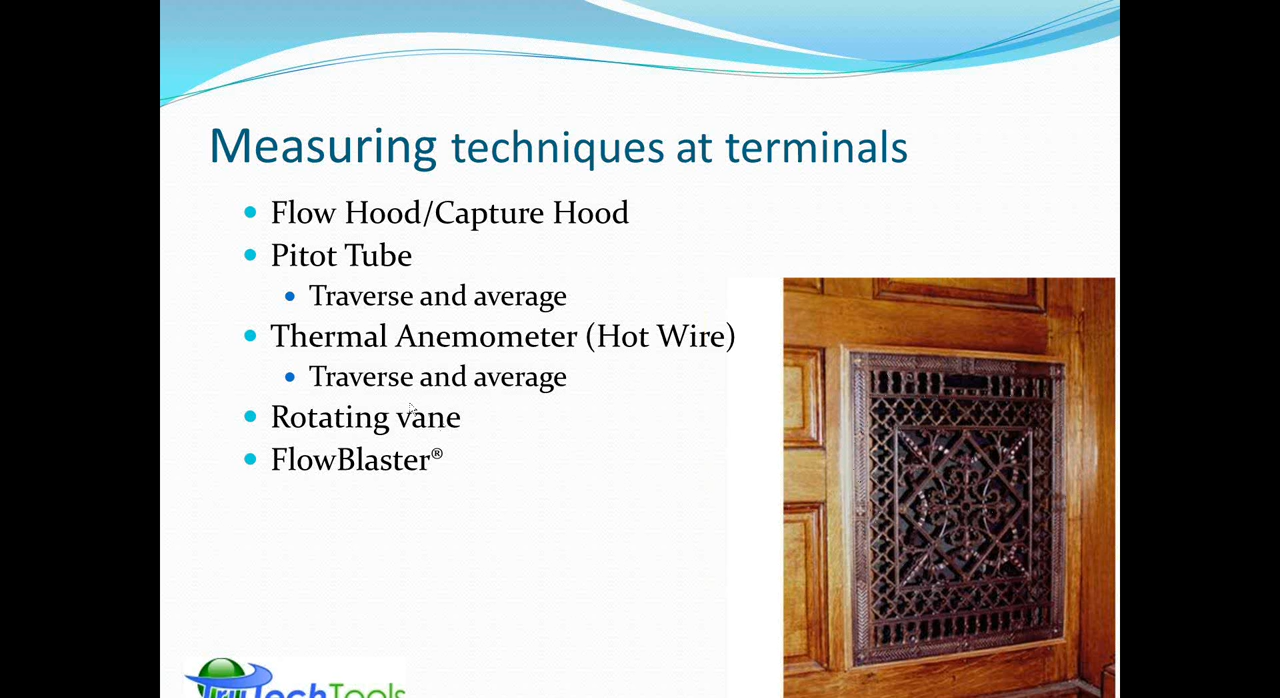 Measuring techniques at terminals
Flow Hood/Capture Hood
Pitot Tube
Traverse and average
Thermal Anemometer (Hot Wire)
Traverse and average
Rotating vane
FlowBlaster®
TruTechTools